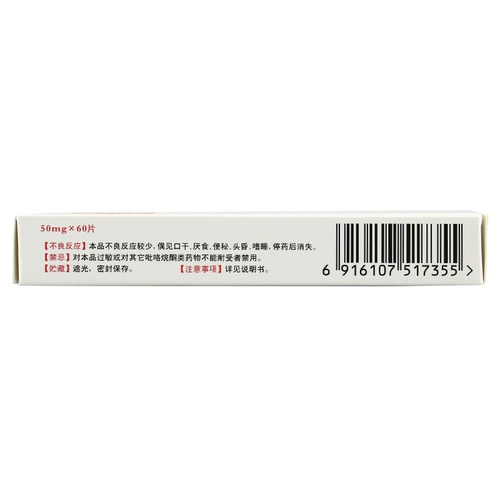 50mg×60片
【不良反应】本品不良反应较少，偶见口干、厌食、便秘、头昏、嗜睡，停药后消失。
【禁忌】对本品过敏或对其它吡咯烷酮类药物不能耐受者禁用。
【贮藏】遮光，密封保存。 【注意事项】详见说明书。
6 916107 517355 >